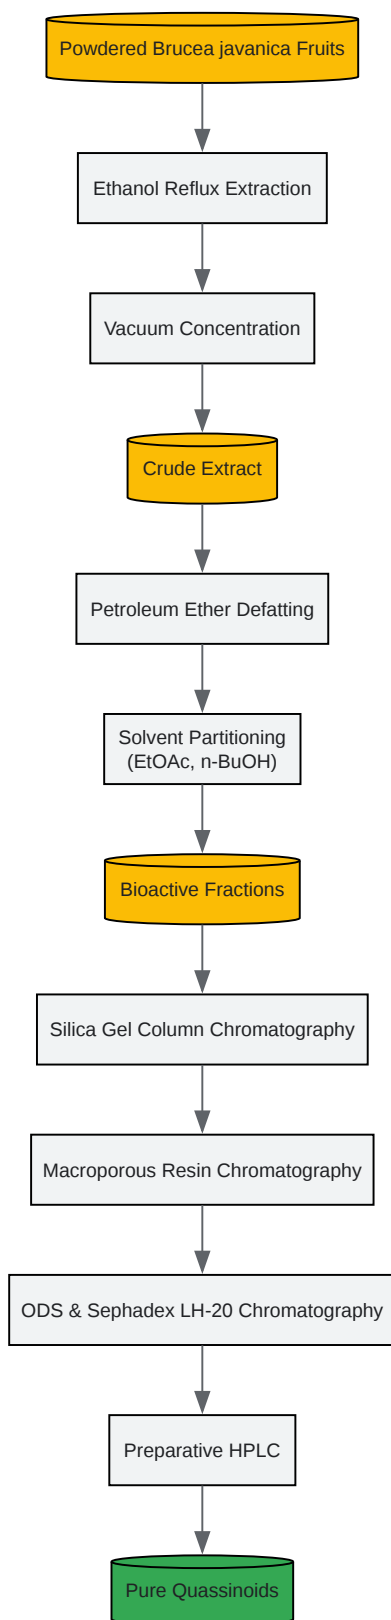 Powdered Brucea javanica Fruits
Ethanol Reflux Extraction
Vacuum Concentration
Crude Extract
Petroleum Ether Defatting
Solvent Partitioning
(EtOAc, n-BuOH)
Bioactive Fractions
Silica Gel Column Chromatography
Macroporous Resin Chromatography
ODS & Sephadex LH-20 Chromatography
Preparative HPLC
Pure Quassinoids